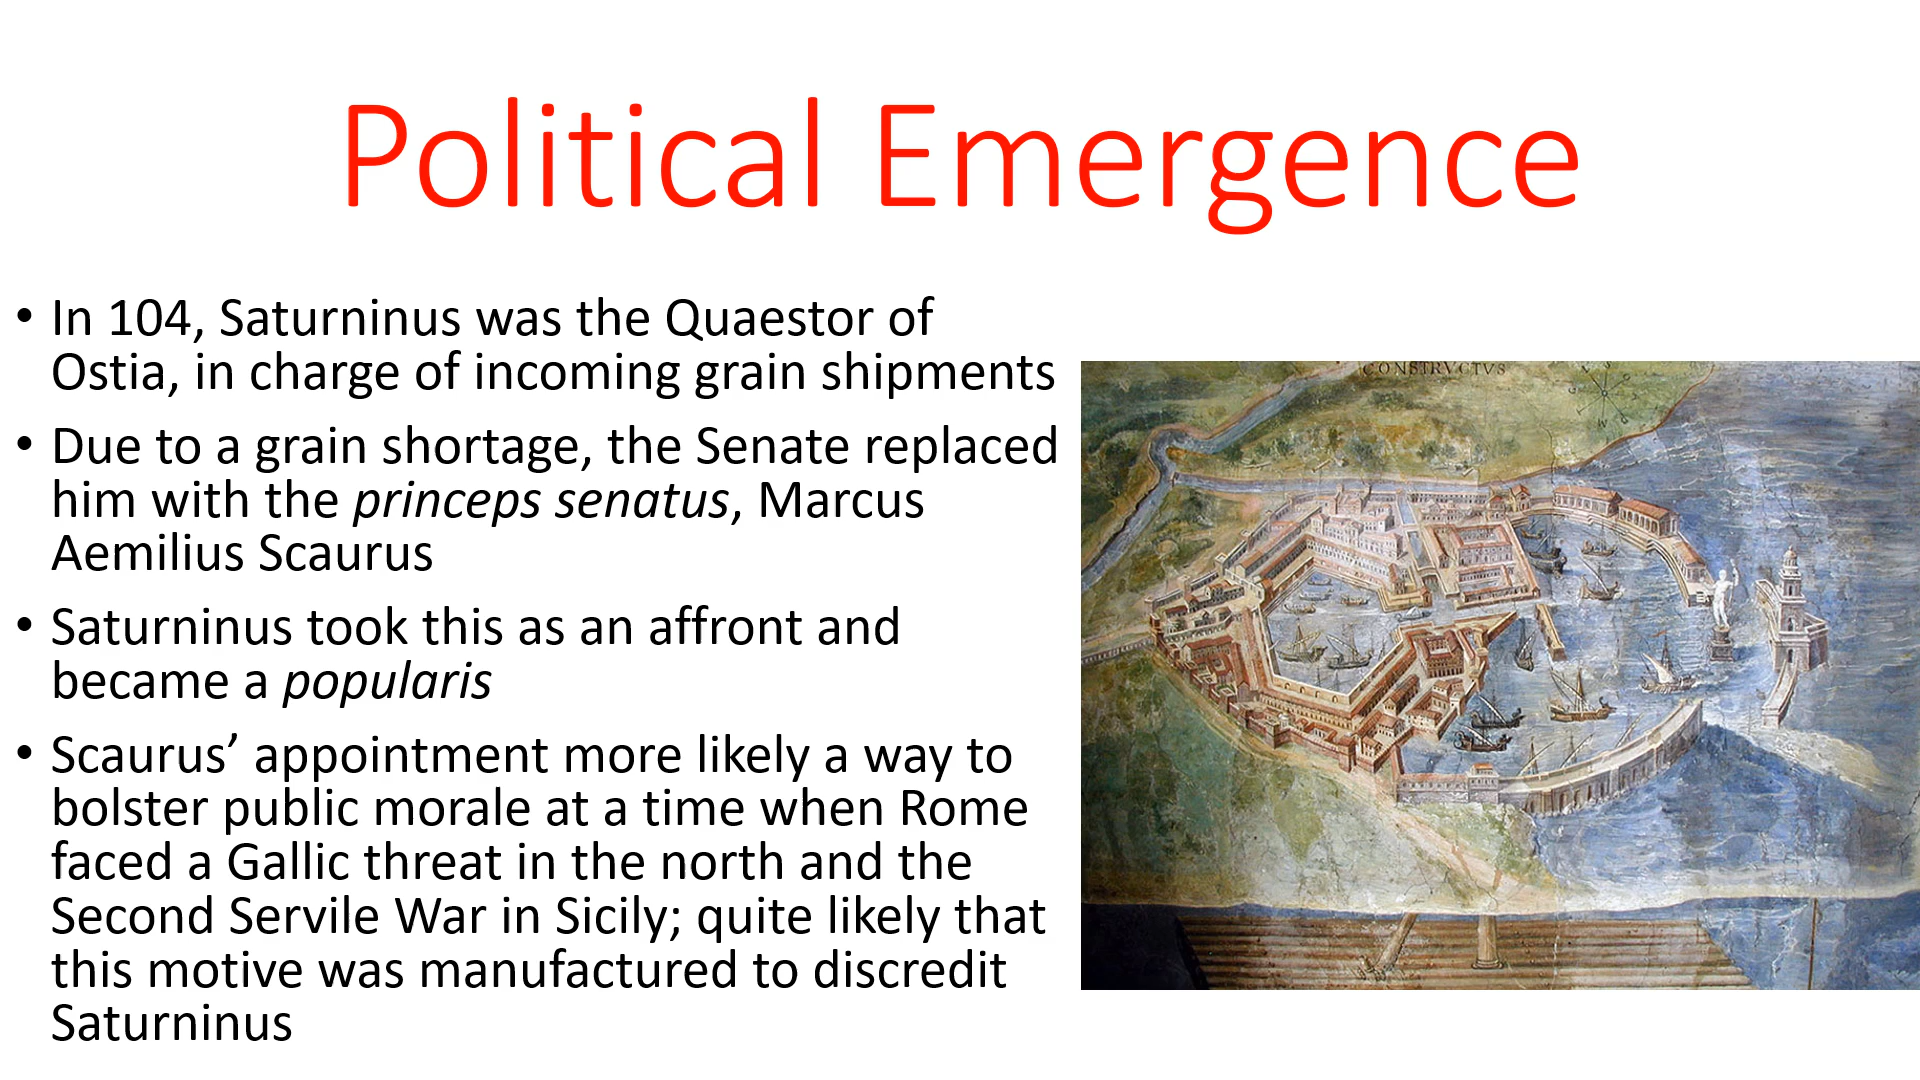 Political Emergence
• In 104, Saturninus was the Quaestor of
Ostia, in charge of incoming grain shipments
• Due to a grain shortage, the Senate replaced
him with the princeps senatus, Marcus
Aemilius Scaurus
• Saturninus took this as an affront and
became a popularis
• Scaurus’ appointment more likely a way to
bolster public morale at a time when Rome
faced a Gallic threat in the north and the
Second Servile War in Sicily; quite likely that
this motive was manufactured to discredit
Saturninus
CONSTRVCTVS